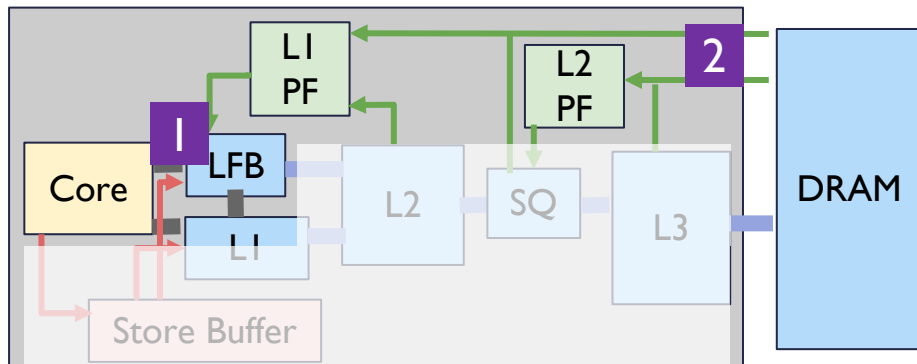 L1
PF
L2
PF
2
1
Core
LFB
L2
SQ
L3
DRAM
L1
Store Buffer